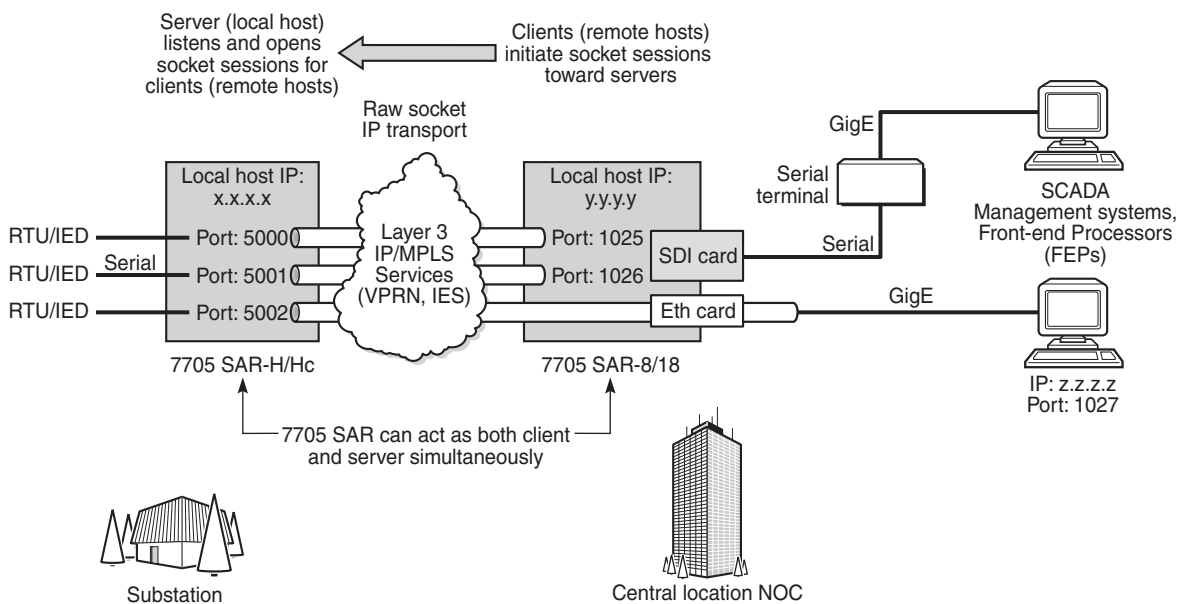 Server (local host)
listens and opens
socket sessions for
clients (remote hosts)
Clients (remote hosts)
initiate socket sessions
toward servers
Raw socket
IP transport
GigE
Serial
terminal
SCADA
Management systems,
Front-end Processors
(FEPs)
Local host IP:
x.x.x.x
Local host IP:
y.y.y.y
RTU/IED
Port: 5000
Layer 3
IP/MPLS
Services
(VPRN, IES)
Port: 1025
SDI card
Serial
RTU/IED
Serial
Port: 5001
Port: 1026
RTU/IED
Port: 5002
Eth card
GigE
7705 SAR-H/Hc
7705 SAR-8/18
IP: z.z.z.z
Port: 1027
7705 SAR can act as both client
and server simultaneously
Substation
Central location NOC